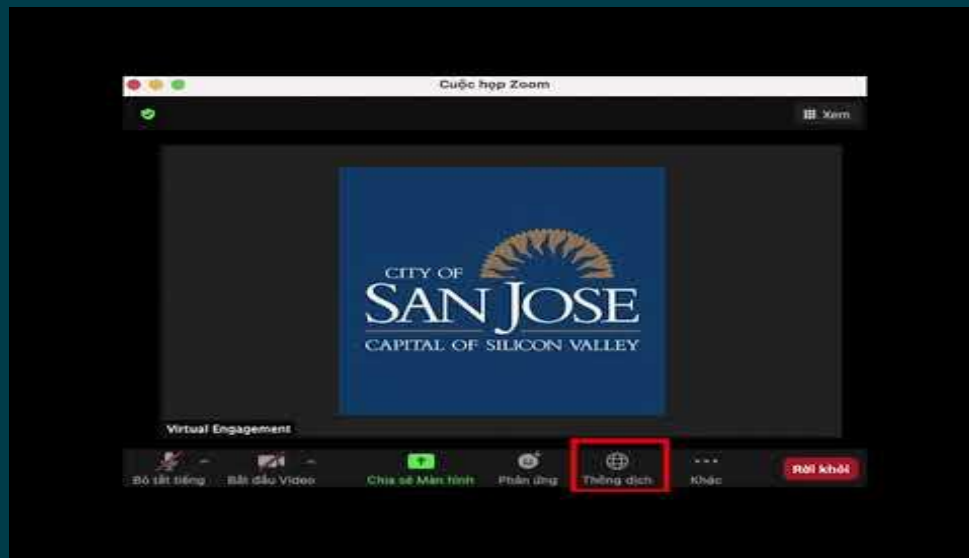 Cuộc họp Zoom
Xem
CITY OF
SAN JOSE
CAPITAL OF SILICON VALLEY
Virtual Engagement
Bỏ tắt tiếng Bắt đầu Video Chia sẻ Màn hình Phản ứng Thông dịch Khác Rời khỏi